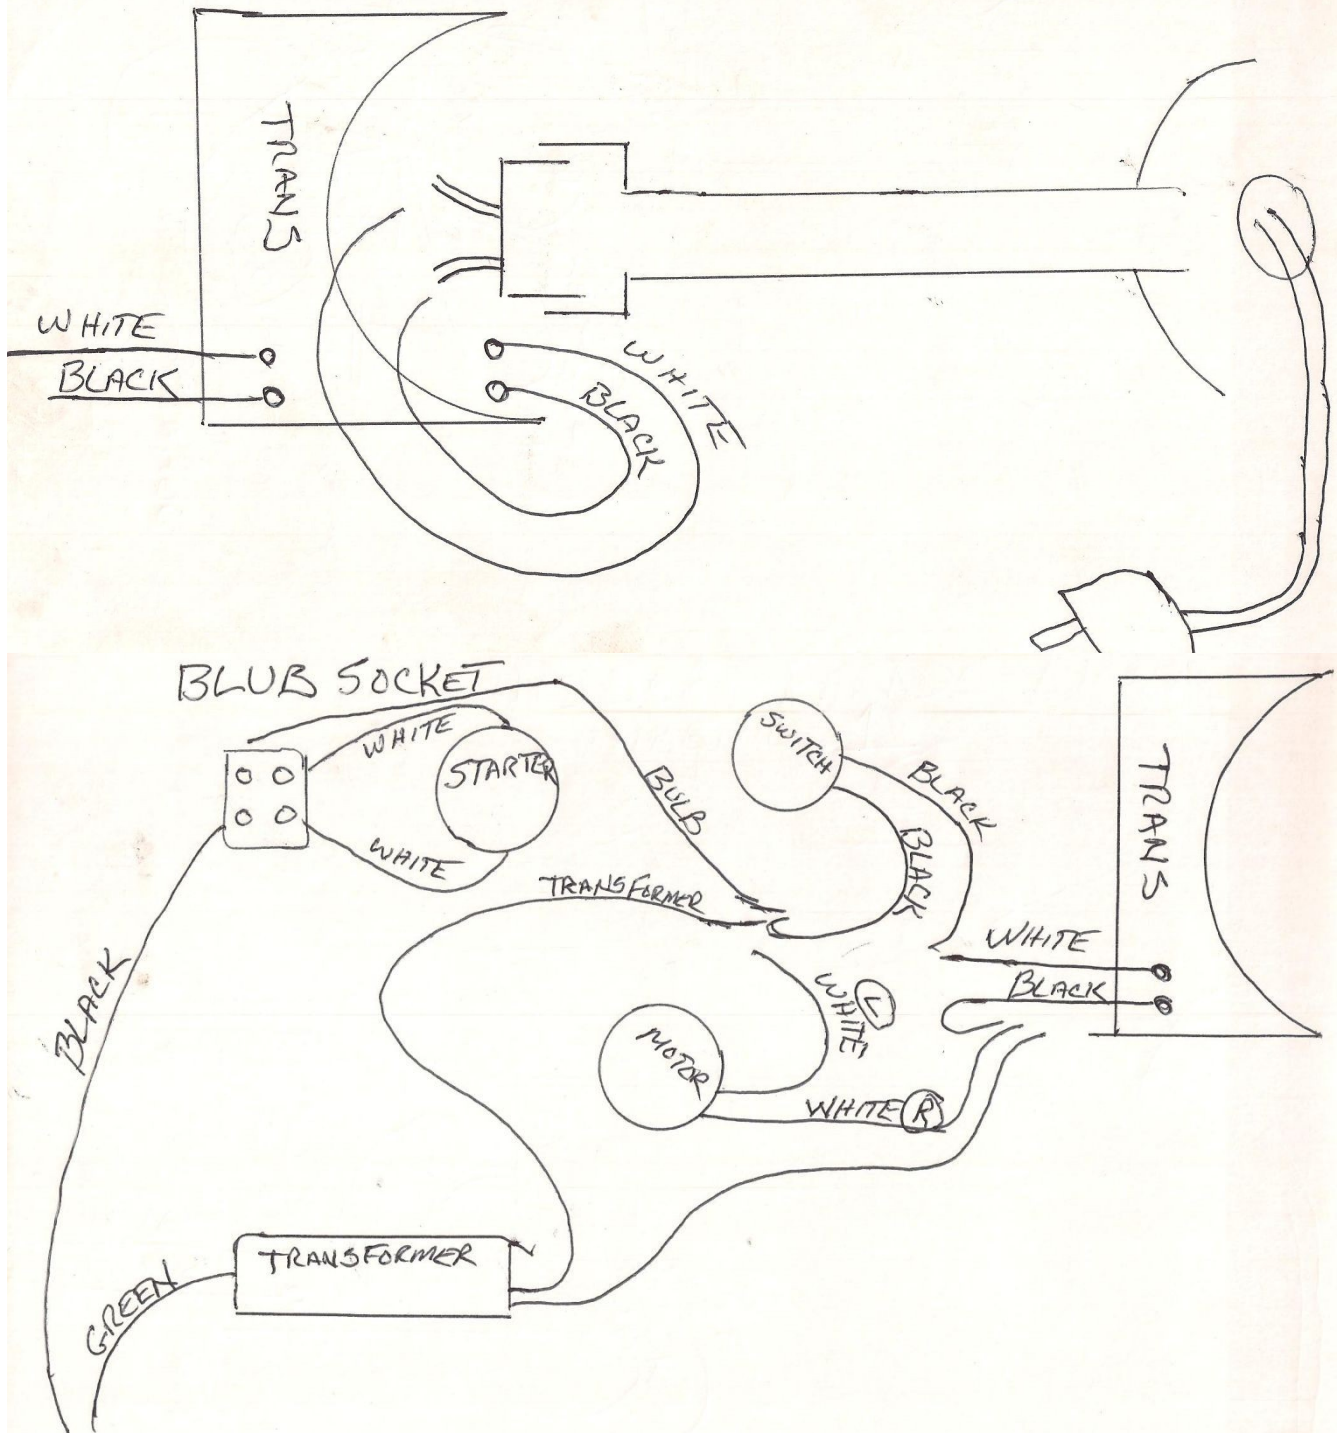 TRANS
WHITE
BLACK
WHITE
BLACK
BLUB SOCKET
WHITE
STARTER
WHITE
BULB
SWITCH
BLACK
BLACK
TRANS
TRANSFORMER
WHITE
BLACK
WHITE L
MOTOR
WHITE R
BLACK
TRANSFORMER
GREEN